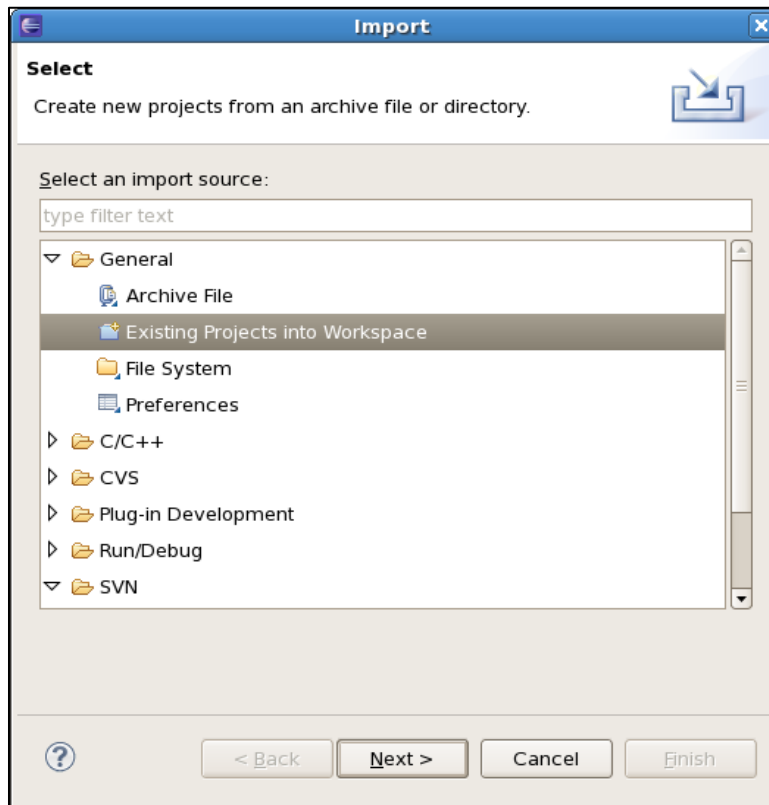 Import
Select
Create new projects from an archive file or directory.
Select an import source:
type filter text
General
Archive File
Existing Projects into Workspace
File System
Preferences
C/C++
CVS
Plug-in Development
Run/Debug
SVN
? < Back Next > Cancel Finish